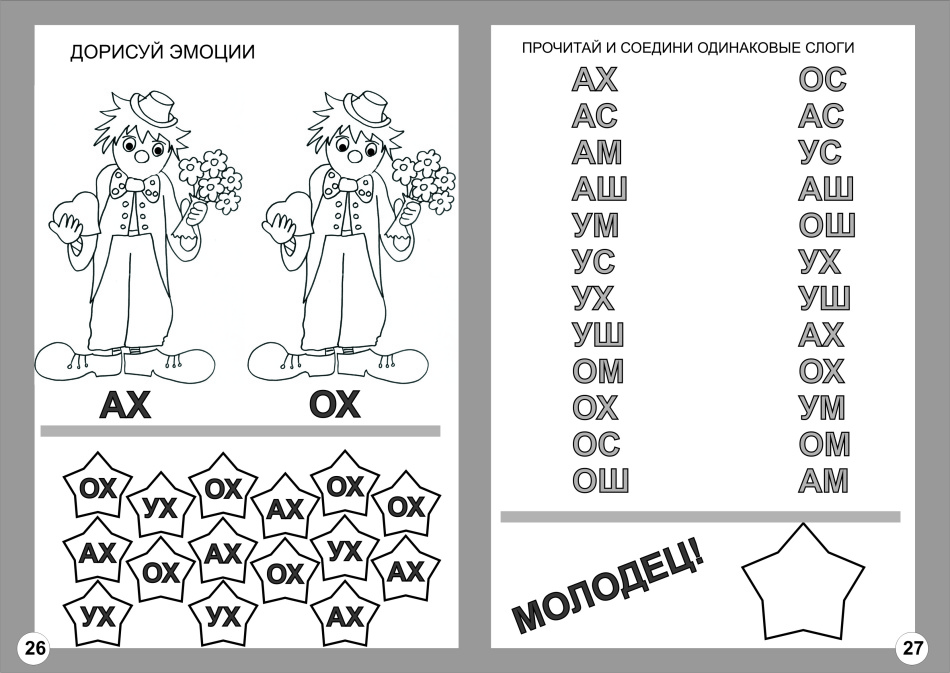 ДОРИСУЙ ЭМОЦИИ
АХ ОХ
ОХ ОХ ОХ
УХ АХ ОХ
АХ АХ УХ
ОХ ОХ АХ
УХ УХ АХ
26
ПРОЧИТАЙ И СОЕДИНИ ОДИНАКОВЫЕ СЛОГИ
АХ ОС
АС АС
АМ УС
АШ АШ
УМ ОШ
УС УХ
УХ УШ
УШ АХ
ОМ ОХ
ОХ УМ
ОС ОМ
ОШ АМ
МОЛОДЕЦ!
27